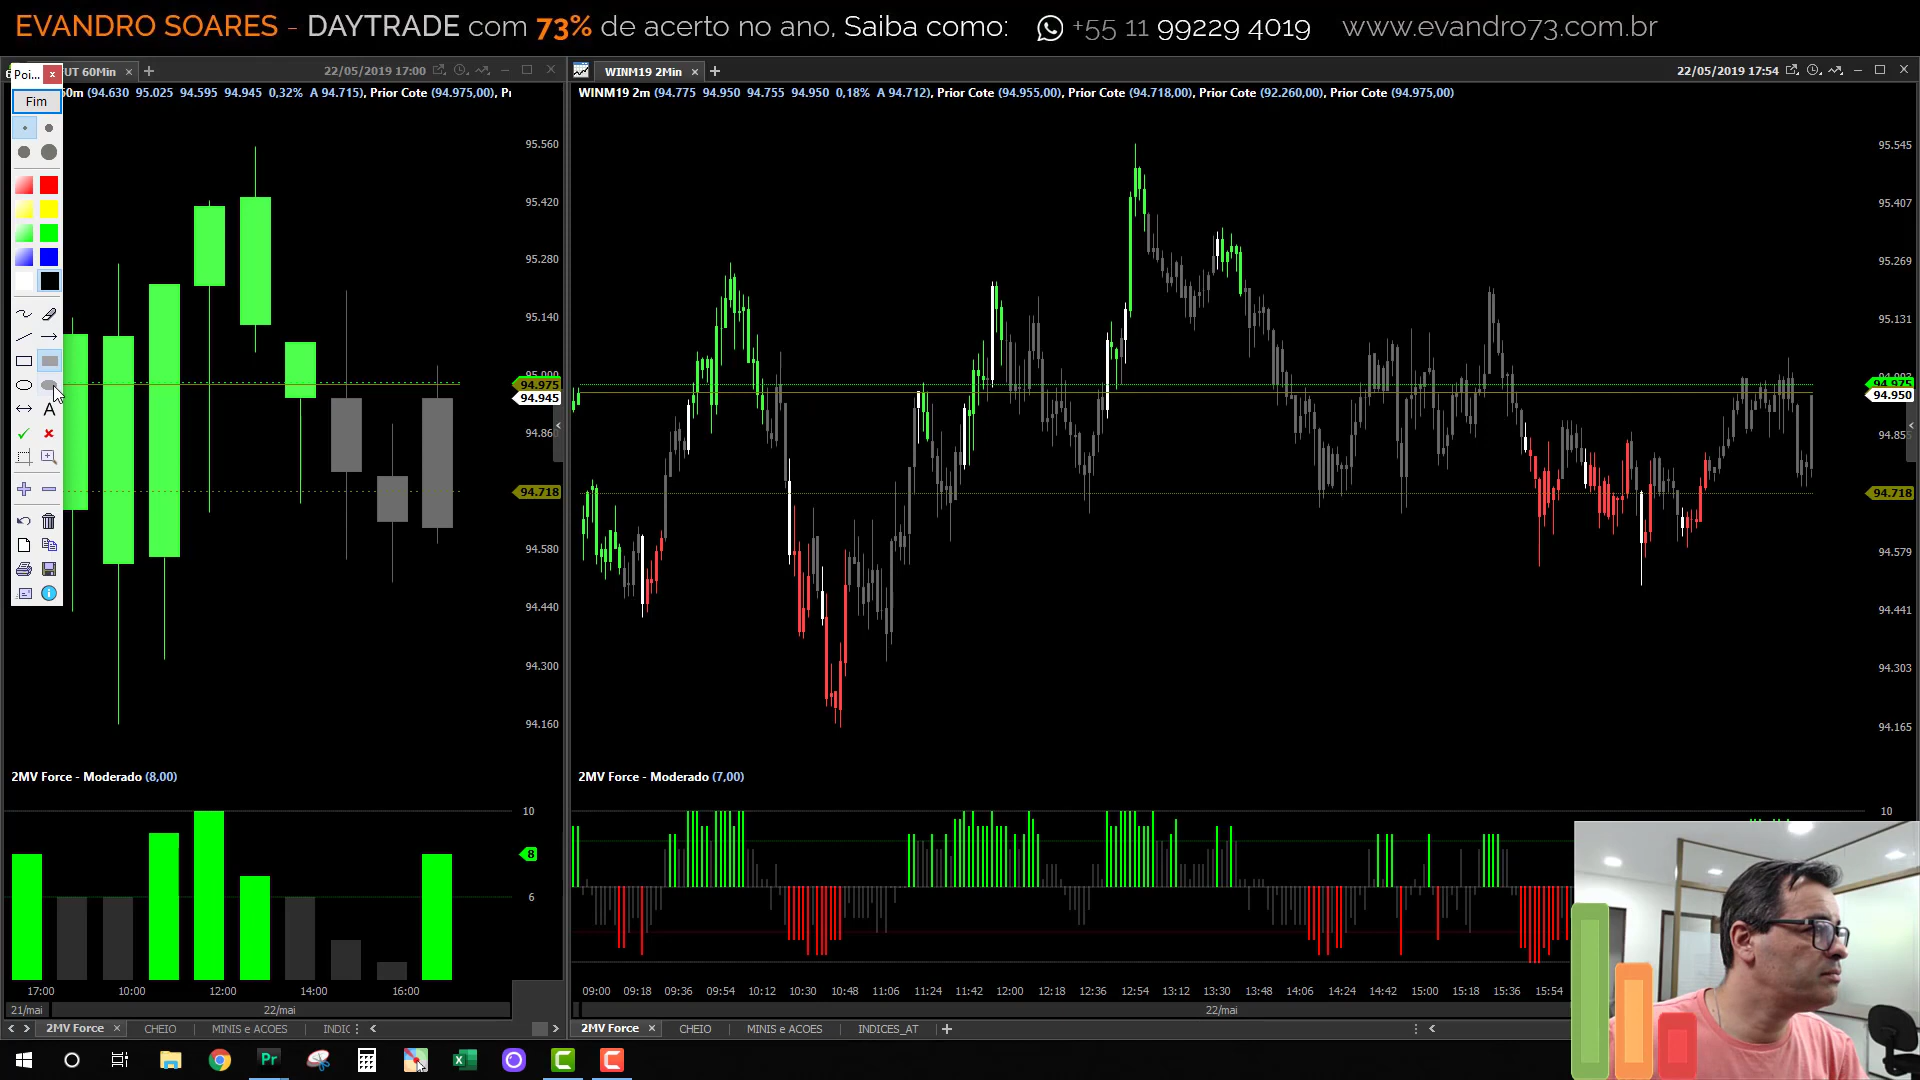 EVANDRO SOARES - DAYTRADE com 73% de acerto no ano, Saiba como: +55 11 99229 4019 www.evandro73.com.br
Poi...
UT 60Min
22/05/2019 17:00
Fim
60m (94.630 95.025 94.595 94.945 0,32% A 94.715), Prior Cote (94.975,00), Pr
95.560
95.420
95.280
95.140
95.000
94.975
94.945
94.860
94.718
94.580
94.440
94.300
94.160
A
2MV Force - Moderado (8,00)
10
8
6
17:00 10:00 12:00 14:00 16:00
21/mai 22/mai
2MV Force CHEIO MINIS e ACOES INDIC
WINM19 2Min
22/05/2019 17:54
WINM19 2m (94.775 94.950 94.755 94.950 0,18% A 94.712), Prior Cote (94.955,00), Prior Cote (94.718,00), Prior Cote (92.260,00), Prior Cote (94.975,00)
95.545
95.407
95.269
95.131
94.975
94.950
94.718
94.579
94.441
94.303
94.165
2MV Force - Moderado (7,00)
10
09:00 09:18 09:36 09:54 10:12 10:30 10:48 11:06 11:24 11:42 12:00 12:18 12:36 12:54 13:12 13:30 13:48 14:06 14:24 14:42 15:00 15:18 15:36 15:54
22/mai
2MV Force CHEIO MINIS e ACOES INDICES_AT
Pr